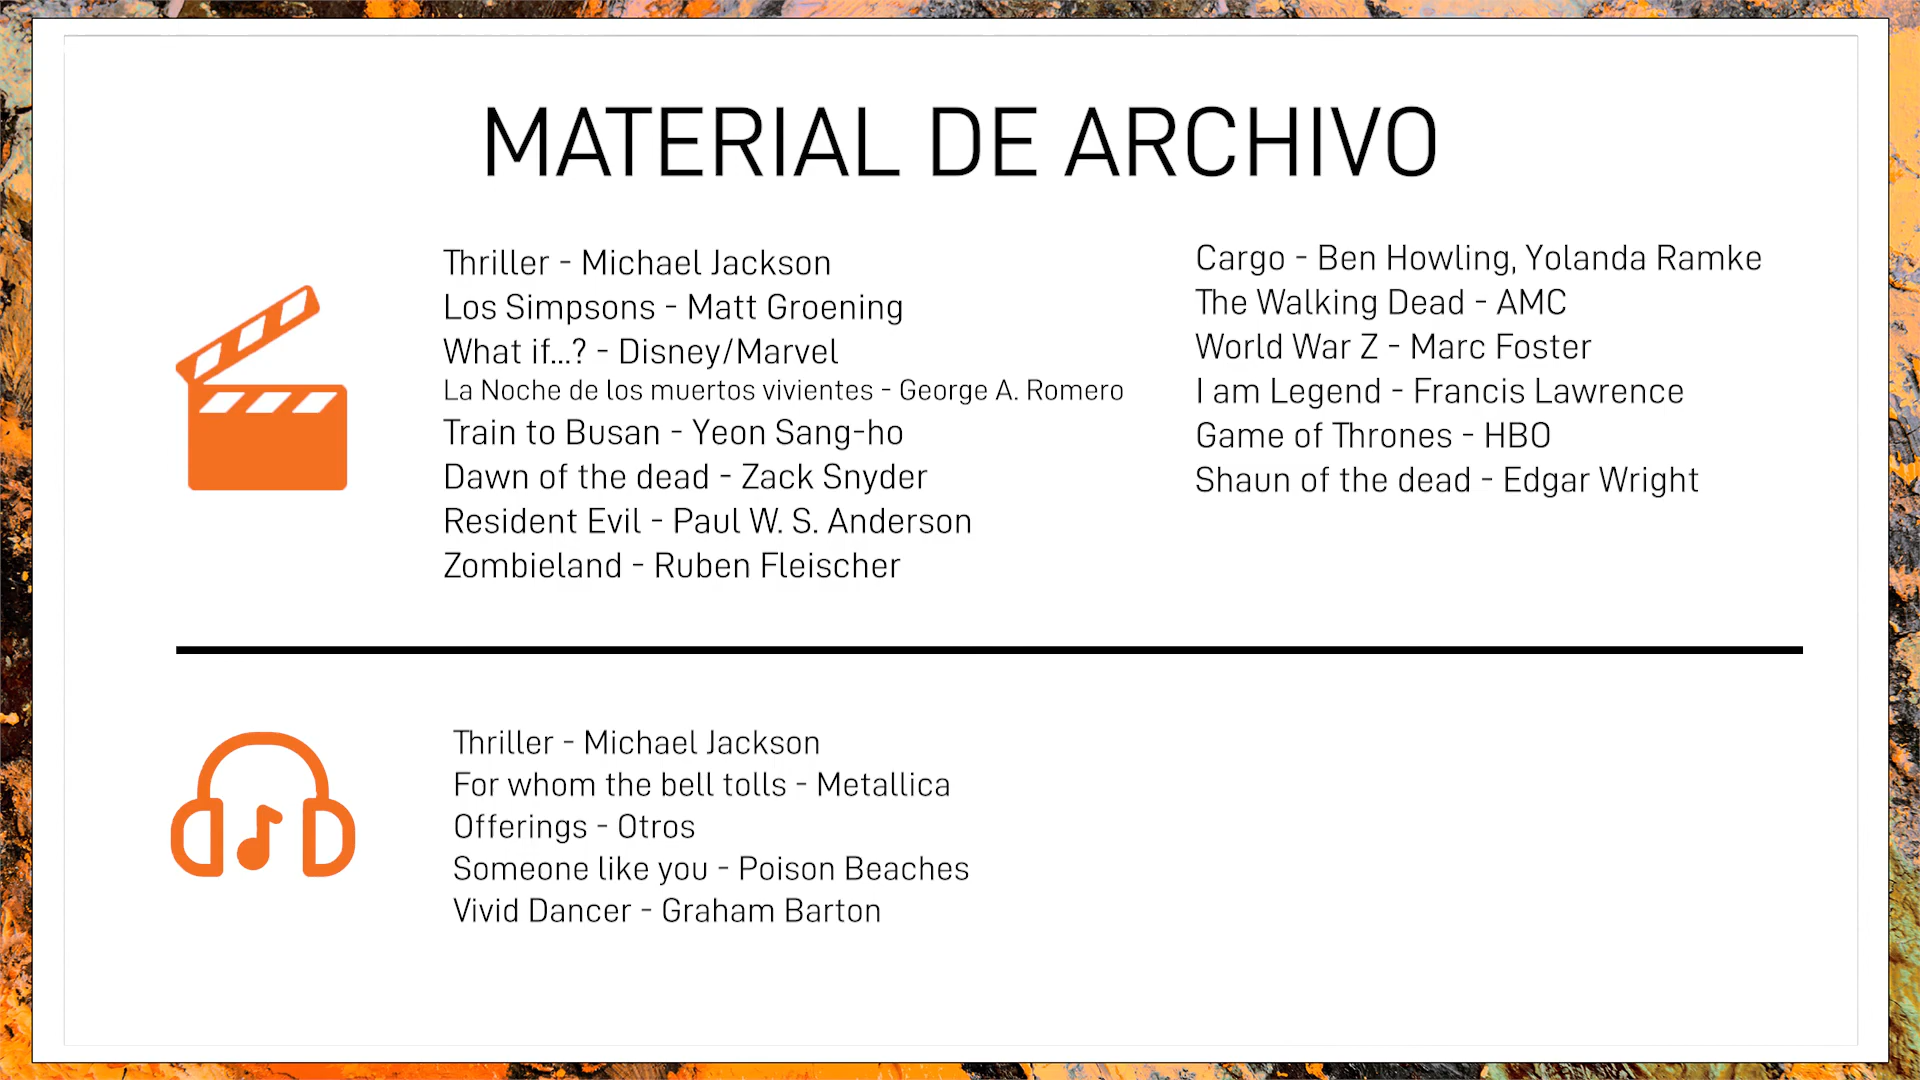 MATERIAL DE ARCHIVO
Thriller - Michael Jackson
Los Simpsons - Matt Groening
What if...? - Disney/Marvel
La Noche de los muertos vivientes - George A. Romero
Train to Busan - Yeon Sang-ho
Dawn of the dead - Zack Snyder
Resident Evil - Paul W. S. Anderson
Zombieland - Ruben Fleischer
Cargo - Ben Howling, Yolanda Ramke
The Walking Dead - AMC
World War Z - Marc Foster
I am Legend - Francis Lawrence
Game of Thrones - HBO
Shaun of the dead - Edgar Wright
Thriller - Michael Jackson
For whom the bell tolls - Metallica
Offerings - Otros
Someone like you - Poison Beaches
Vivid Dancer - Graham Barton